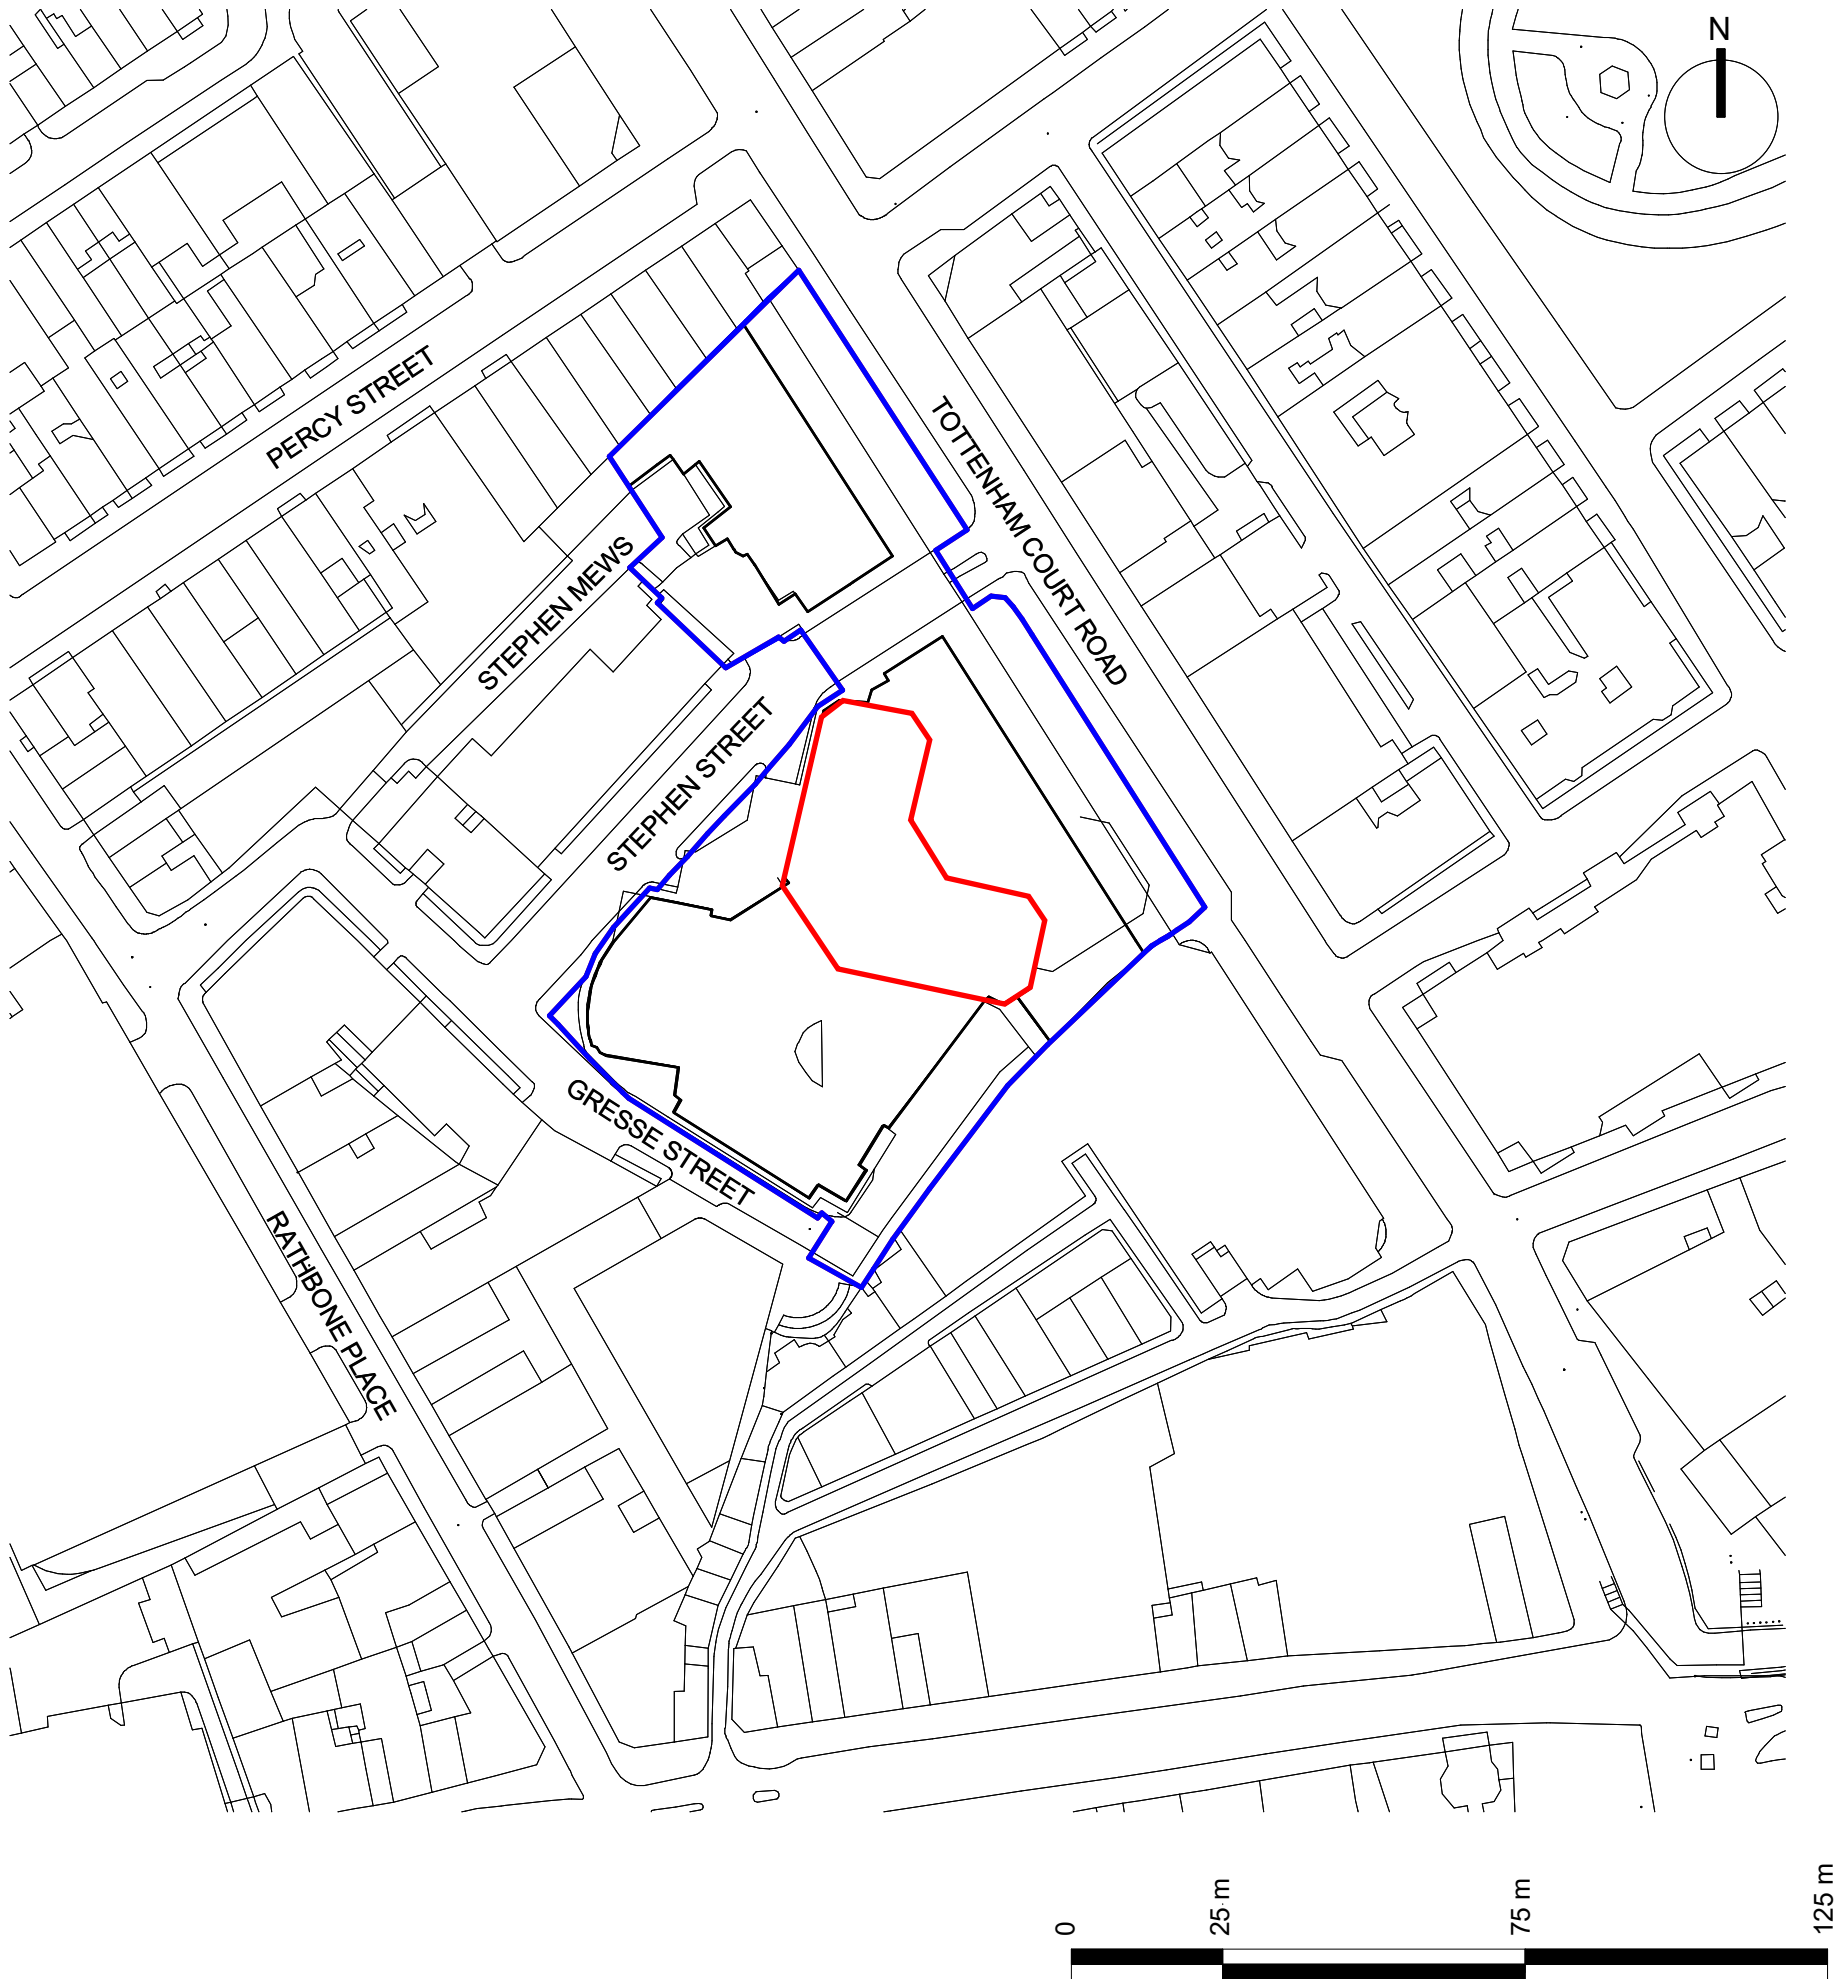 N
PERCY STREET
TOTTENHAM COURT ROAD
STEPHEN MEWS
STEPHEN STREET
GRESSE STREET
RATHBONE PLACE
0
25 m
75 m
125 m